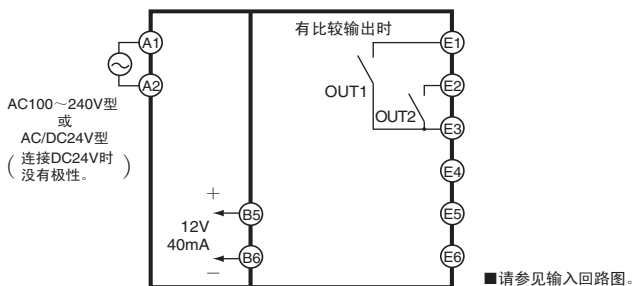 有比较输出时
A1
A2
AC100～240V型
或
AC/DC24V型
(连接DC24V时
没有极性。)
OUT1
OUT2
E1
E2
E3
E4
E5
E6
+
B5
12V
40mA
B6
−
■请参见输入回路图。